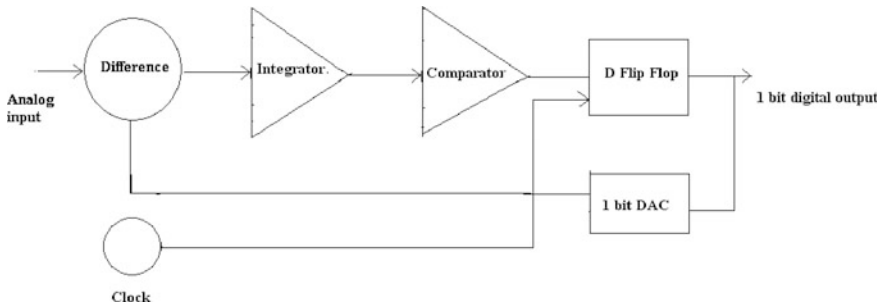 Difference
Integrator.
Comparator
D Flip Flop
Analog
input
1 bit digital output
1 bit DAC
Clock